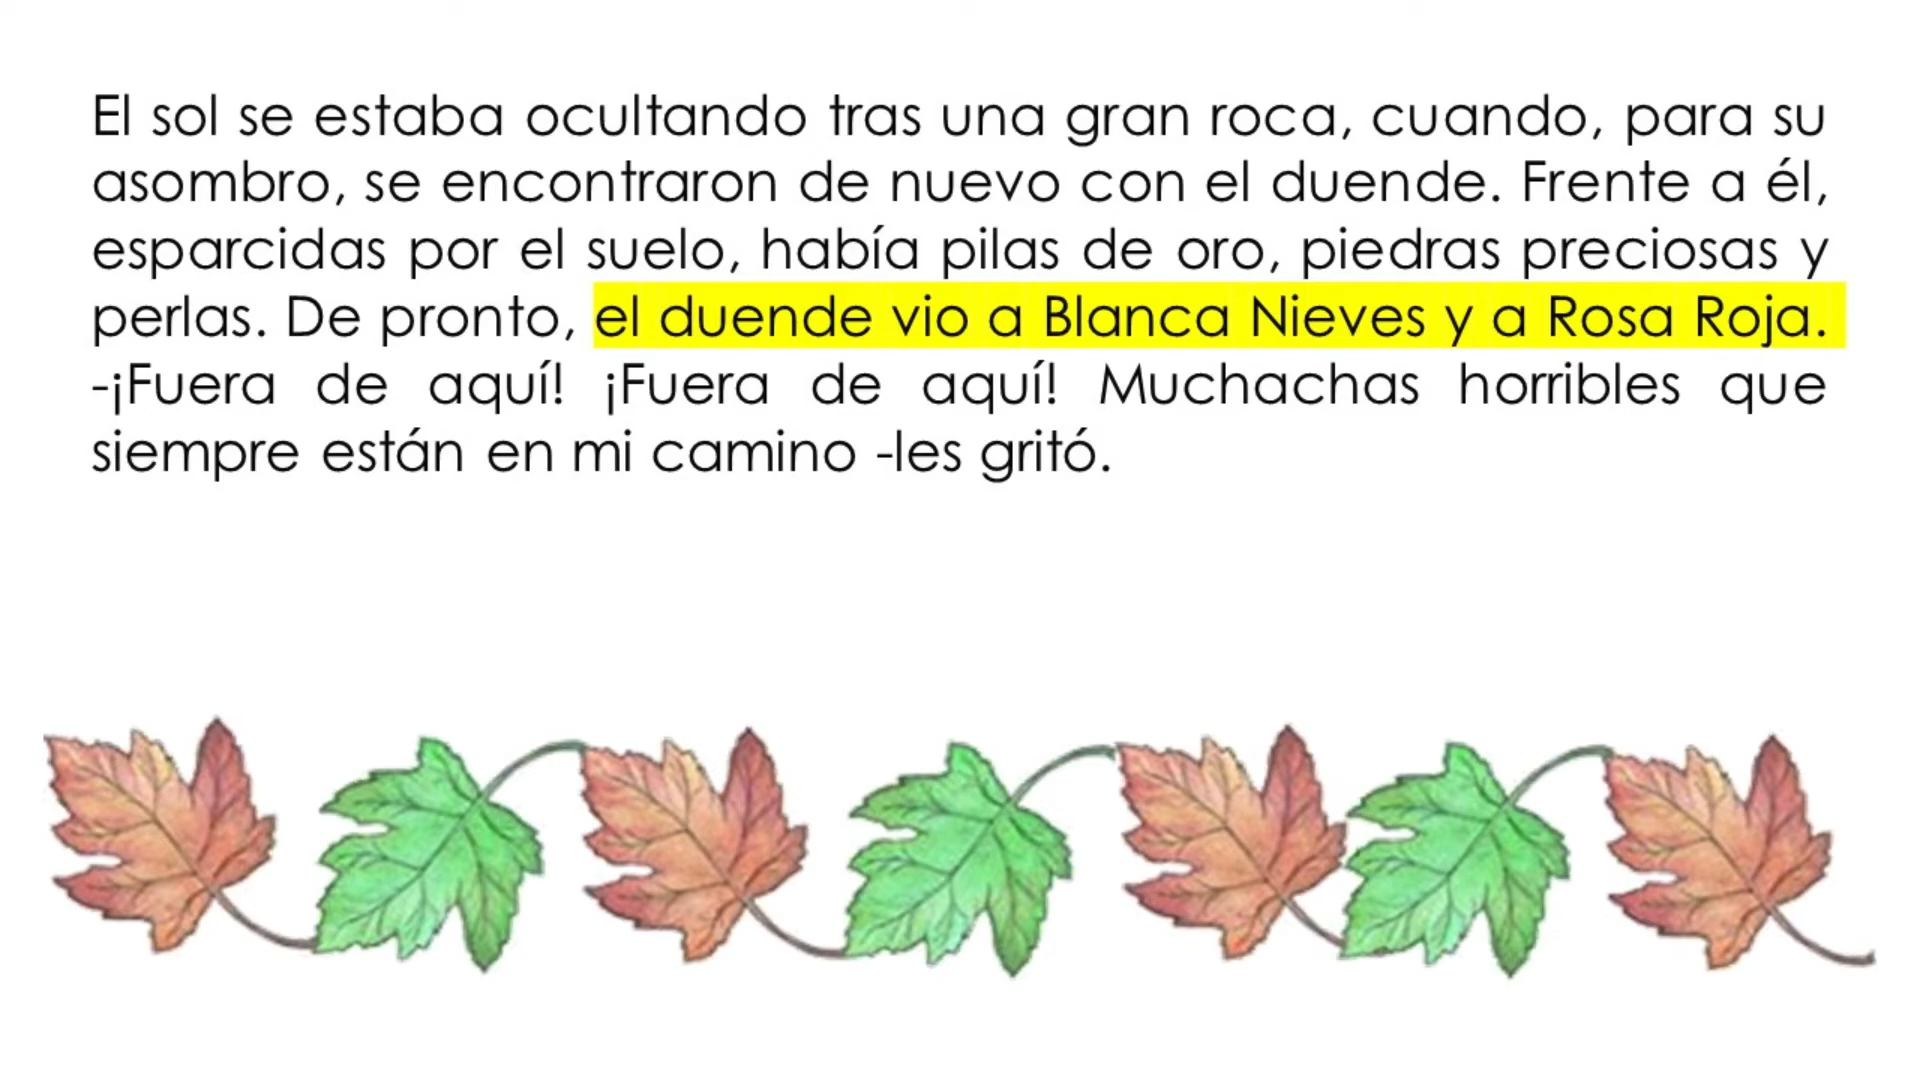 El sol se estaba ocultando tras una gran roca, cuando, para su
asombro, se encontraron de nuevo con el duende. Frente a él,
esparcidas por el suelo, había pilas de oro, piedras preciosas y
perlas. De pronto, el duende vio a Blanca Nieves y a Rosa Roja.
-¡Fuera de aquí! ¡Fuera de aquí! Muchachas horribles que
siempre están en mi camino -les gritó.